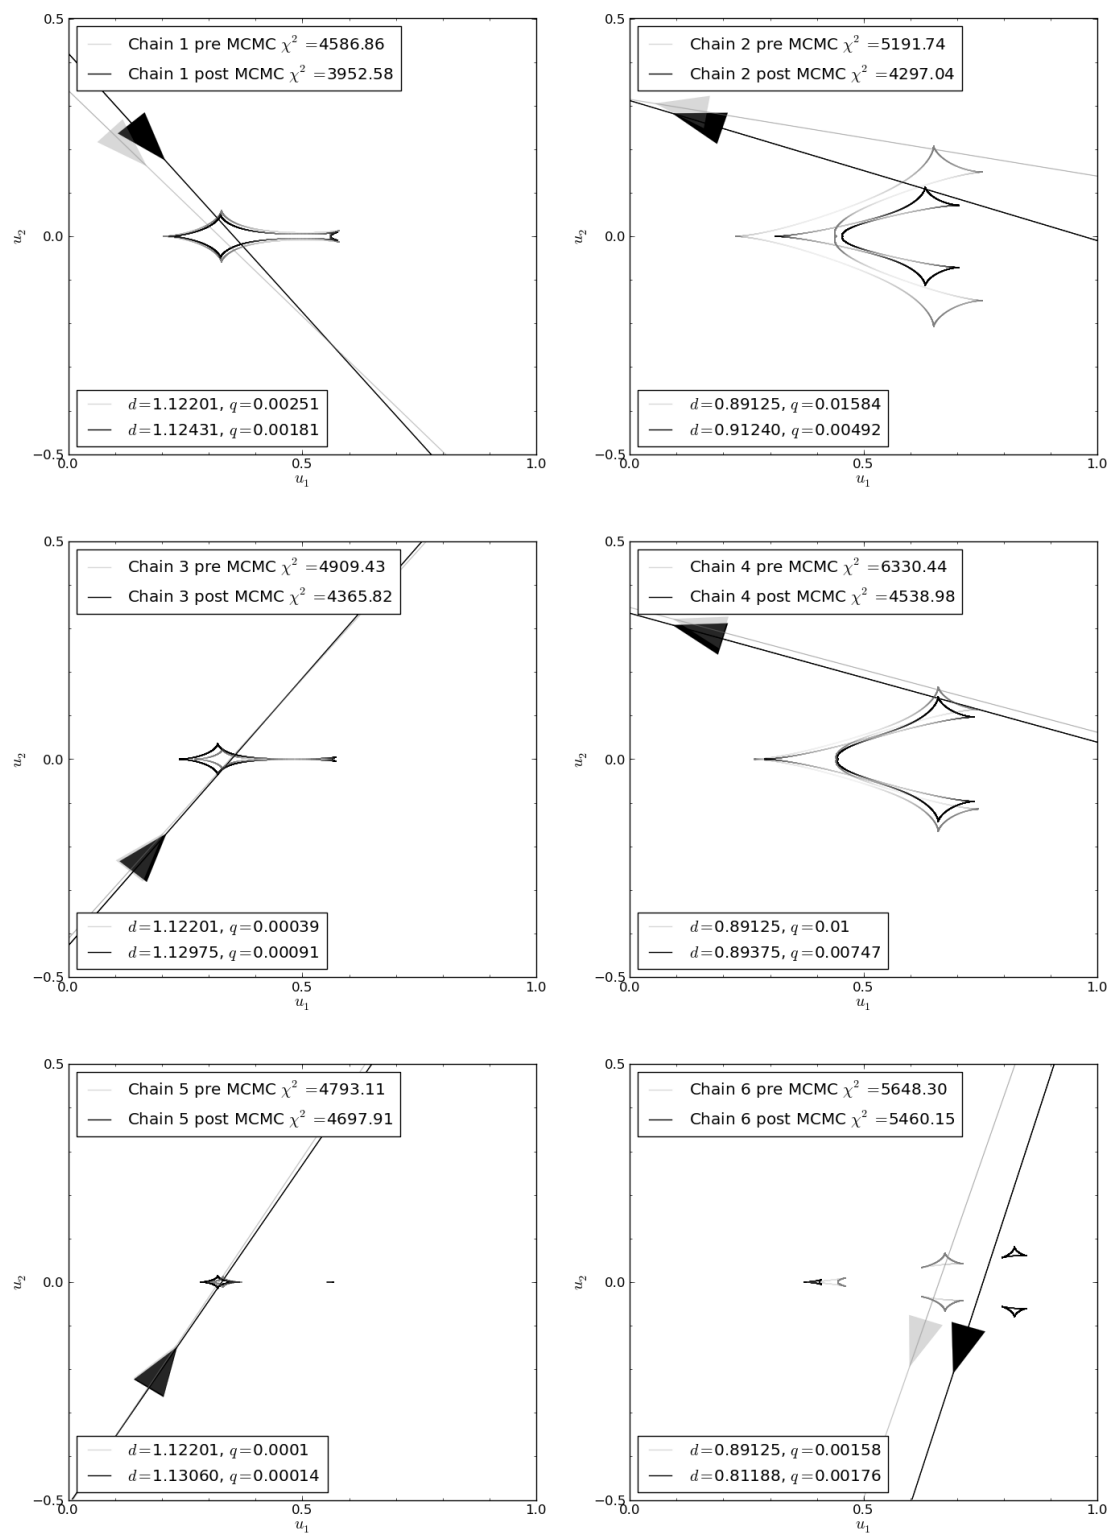 0.5
Chain 1 pre MCMC χ² =4586.86
Chain 1 post MCMC χ² =3952.58
u₂
0.0
d=1.12201, q=0.00251
d=1.12431, q=0.00181
−0.5
0.0 0.5 1.0
u₁
0.5
Chain 2 pre MCMC χ² =5191.74
Chain 2 post MCMC χ² =4297.04
u₂
0.0
d=0.89125, q=0.01584
d=0.91240, q=0.00492
−0.5
0.0 0.5 1.0
u₁
0.5
Chain 3 pre MCMC χ² =4909.43
Chain 3 post MCMC χ² =4365.82
u₂
0.0
d=1.12201, q=0.00039
d=1.12975, q=0.00091
−0.5
0.0 0.5 1.0
u₁
0.5
Chain 4 pre MCMC χ² =6330.44
Chain 4 post MCMC χ² =4538.98
u₂
0.0
d=0.89125, q=0.01
d=0.89375, q=0.00747
−0.5
0.0 0.5 1.0
u₁
0.5
Chain 5 pre MCMC χ² =4793.11
Chain 5 post MCMC χ² =4697.91
u₂
0.0
d=1.12201, q=0.0001
d=1.13060, q=0.00014
−0.5
0.0 0.5 1.0
u₁
0.5
Chain 6 pre MCMC χ² =5648.30
Chain 6 post MCMC χ² =5460.15
u₂
0.0
d=0.89125, q=0.00158
d=0.81188, q=0.00176
−0.5
0.0 0.5 1.0
u₁